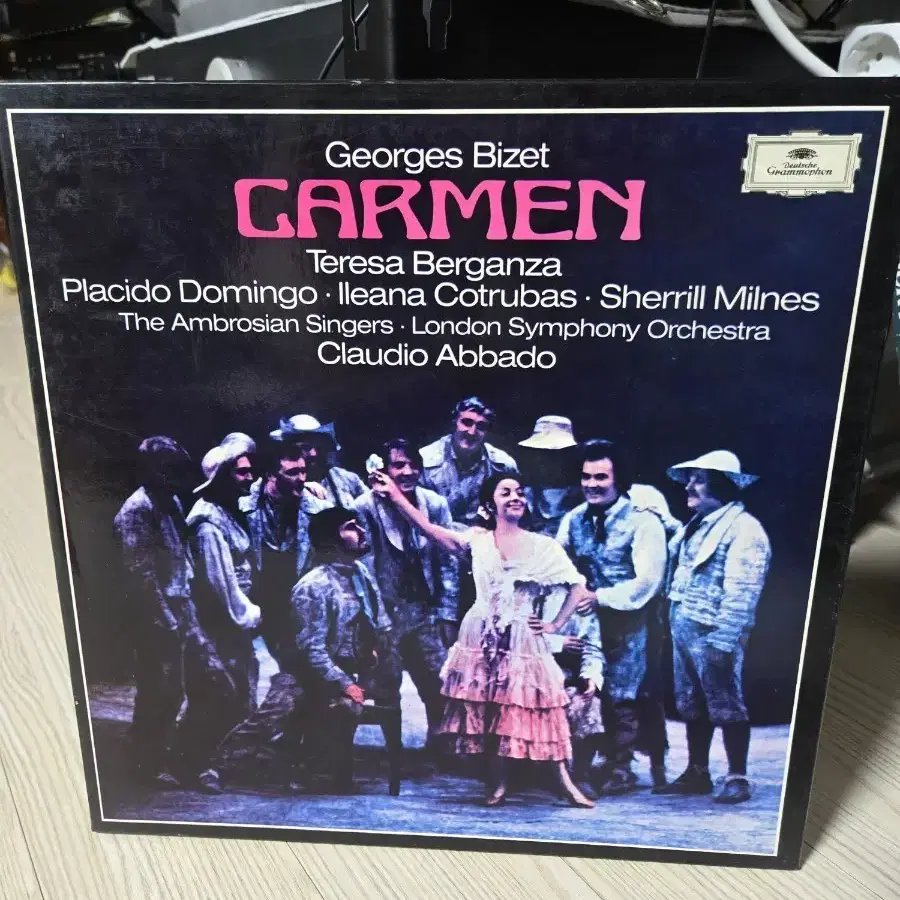 Georges Bizet
CARMEN
Deutsche
Grammophon
Teresa Berganza
Placido Domingo · Ileana Cotrubas · Sherrill Milnes
The Ambrosian Singers · London Symphony Orchestra
Claudio Abbado